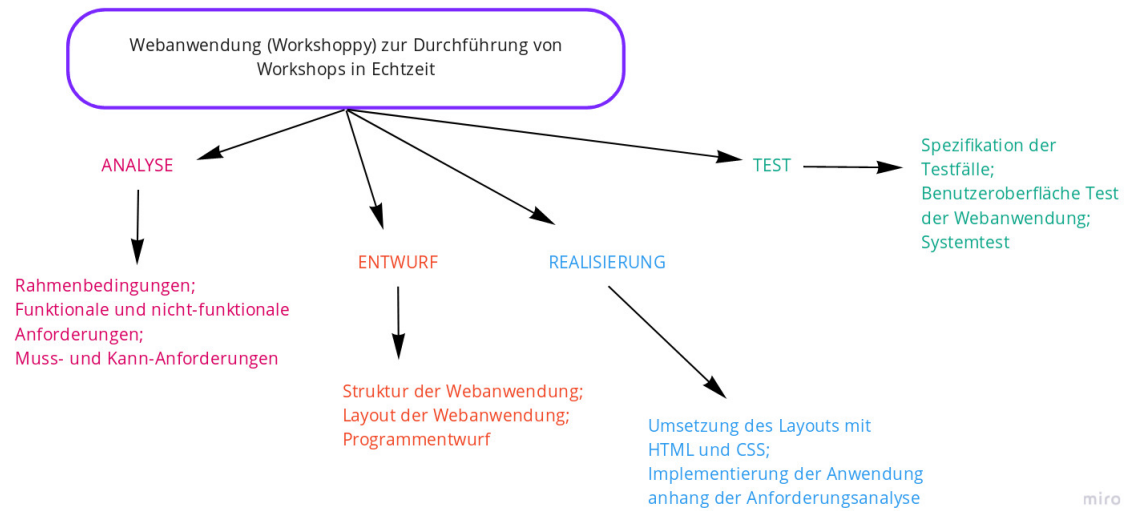 Webanwendung (Workshoppy) zur Durchführung von
Workshops in Echtzeit
ANALYSE
Rahmenbedingungen;
Funktionale und nicht-funktionale
Anforderungen;
Muss- und Kann-Anforderungen
ENTWURF
Struktur der Webanwendung;
Layout der Webanwendung;
Programmentwurf
REALISIERUNG
Umsetzung des Layouts mit
HTML und CSS;
Implementierung der Anwendung
anhang der Anforderungsanalyse
TEST
Spezifikation der
Testfälle;
Benutzeroberfläche Test
der Webanwendung;
Systemtest
miro